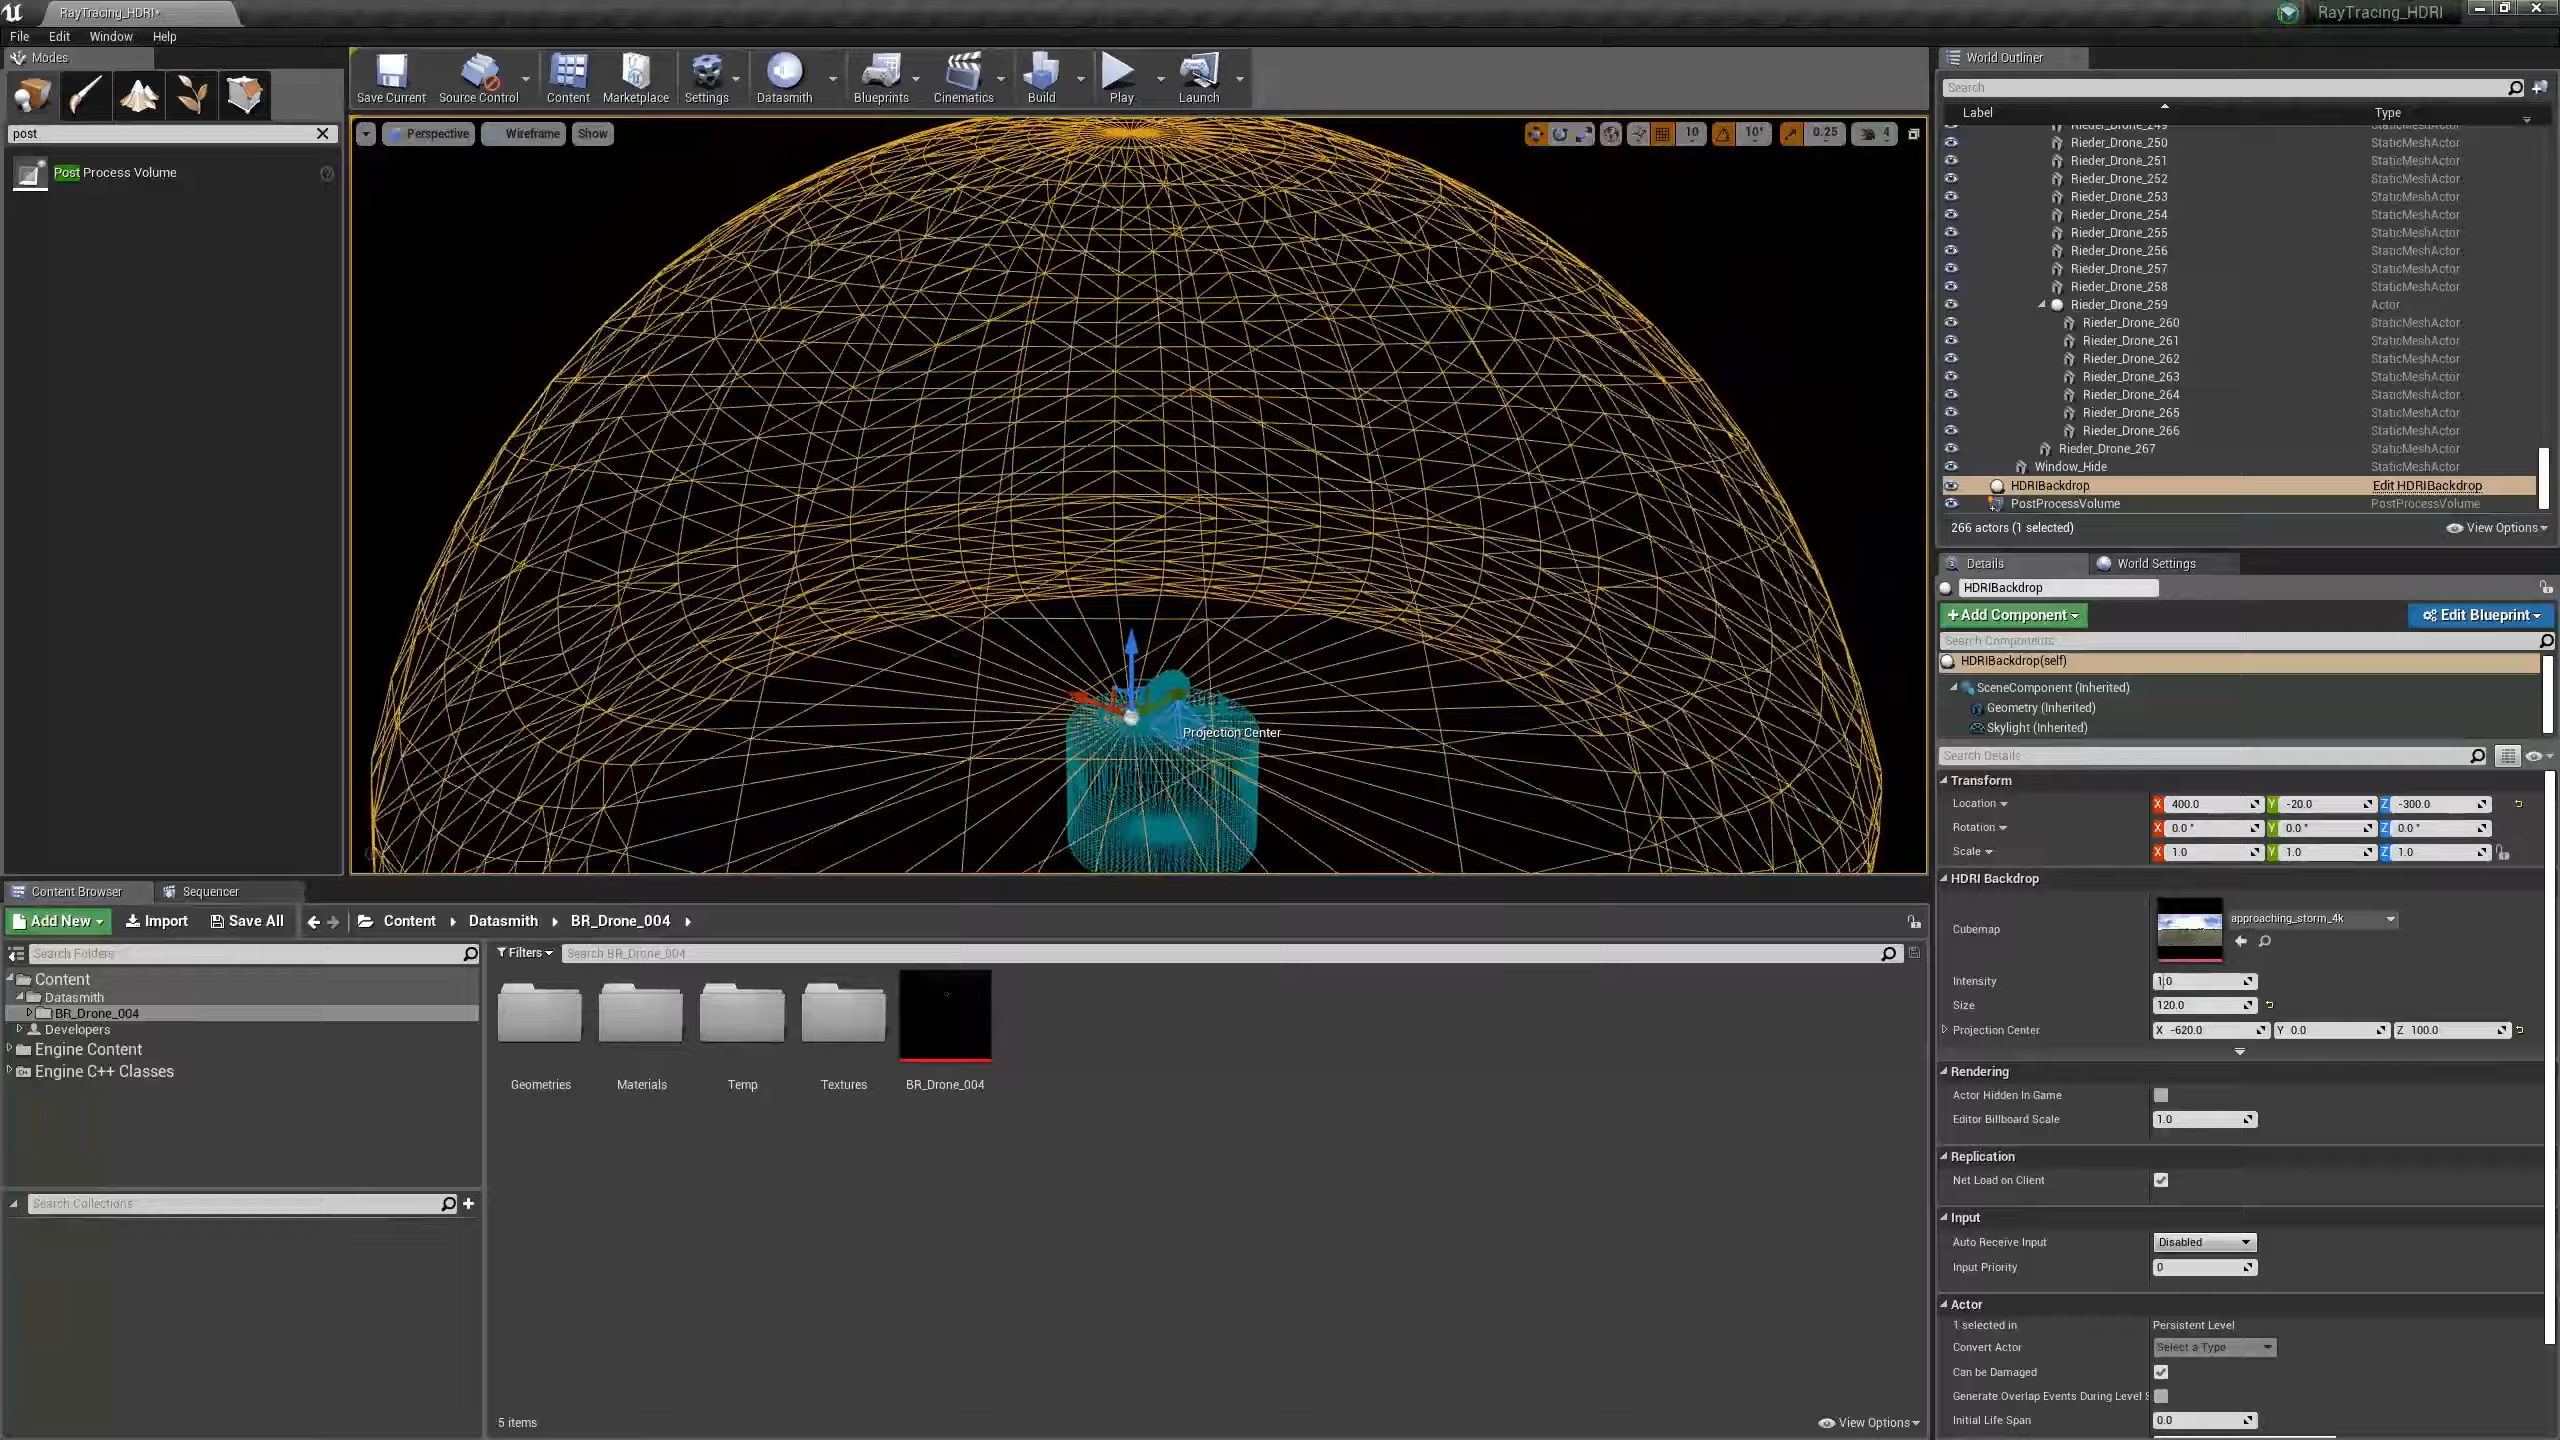 RayTracing_HDRI*
RayTracing_HDRI
File Edit Window Help
Modes
post
Post Process Volume
Save Current
Source Control
Content
Marketplace
Settings
Datasmith
Blueprints
Cinematics
Build
Play
Launch
Perspective
Wireframe
Show
10
10°
0.25
4
Projection Center
World Outliner
Search
Label Type
Rieder_Drone_249 StaticMeshActor
Rieder_Drone_250 StaticMeshActor
Rieder_Drone_251 StaticMeshActor
Rieder_Drone_252 StaticMeshActor
Rieder_Drone_253 StaticMeshActor
Rieder_Drone_254 StaticMeshActor
Rieder_Drone_255 StaticMeshActor
Rieder_Drone_256 StaticMeshActor
Rieder_Drone_257 StaticMeshActor
Rieder_Drone_258 StaticMeshActor
Rieder_Drone_259 Actor
Rieder_Drone_260 StaticMeshActor
Rieder_Drone_261 StaticMeshActor
Rieder_Drone_262 StaticMeshActor
Rieder_Drone_263 StaticMeshActor
Rieder_Drone_264 StaticMeshActor
Rieder_Drone_265 StaticMeshActor
Rieder_Drone_266 StaticMeshActor
Rieder_Drone_267 StaticMeshActor
Window_Hide StaticMeshActor
HDRIBackdrop Edit HDRIBackdrop
PostProcessVolume PostProcessVolume
266 actors (1 selected) View Options
Details World Settings
HDRIBackdrop
+Add Component Edit Blueprint
Search Components
HDRIBackdrop(self)
SceneComponent (Inherited)
Geometry (Inherited)
Skylight (Inherited)
Search Details
Transform
Location X 400.0 Y -20.0 Z -300.0
Rotation X 0.0° Y 0.0° Z 0.0°
Scale X 1.0 Y 1.0 Z 1.0
HDRI Backdrop
Cubemap approaching_storm_4k
Intensity 1.0
Size 120.0
Projection Center X -620.0 Y 0.0 Z 100.0
Rendering
Actor Hidden In Game
Editor Billboard Scale 1.0
Replication
Net Load on Client
Input
Auto Receive Input Disabled
Input Priority 0
Actor
1 selected in Persistent Level
Convert Actor Select a Type
Can be Damaged
Generate Overlap Events During Level S
Initial Life Span 0.0
Content Browser Sequencer
Add New Import Save All Content Datasmith BR_Drone_004
Search Folders
Content
Datasmith
BR_Drone_004
Developers
Engine Content
Engine C++ Classes
Search Collections
Filters Search BR_Drone_004
Geometries Materials Temp Textures BR_Drone_004
5 items View Options